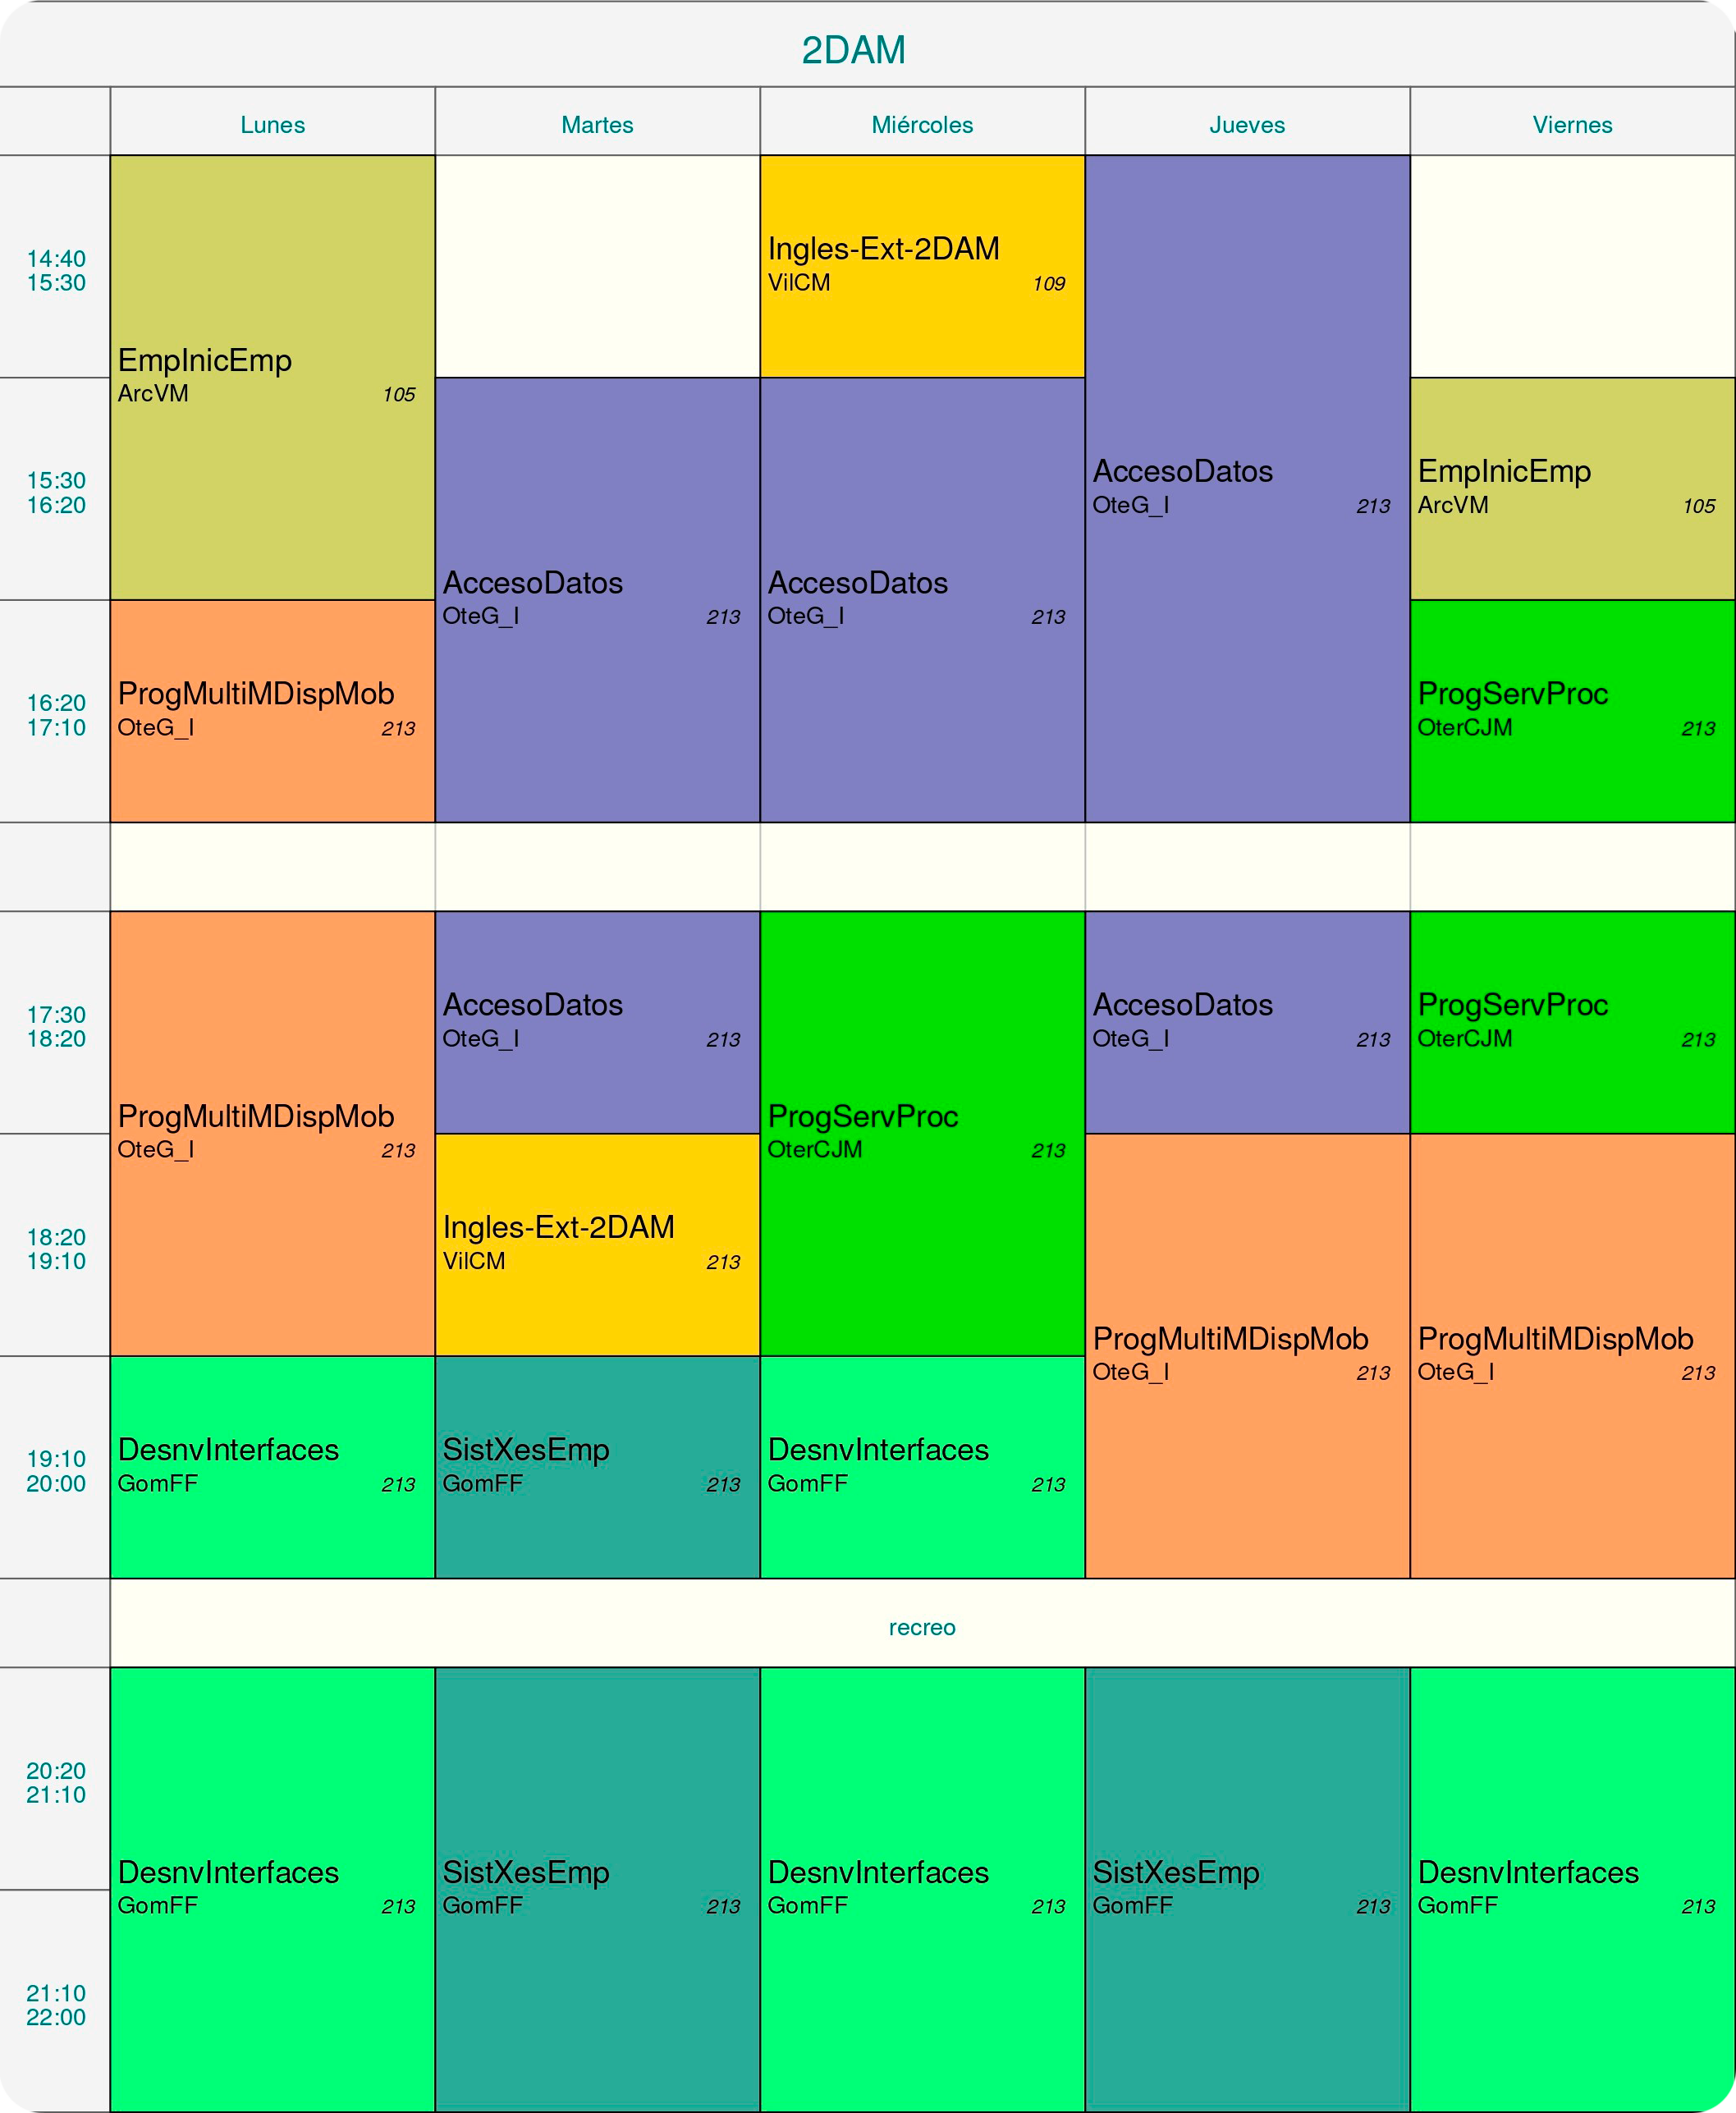 2DAM
Lunes Martes Miércoles Jueves Viernes
14:40
15:30
Ingles-Ext-2DAM
VilCM 109
EmpInicEmp
ArcVM 105
15:30
16:20
AccesoDatos
OteG_I 213
EmpInicEmp
ArcVM 105
AccesoDatos
OteG_I 213
AccesoDatos
OteG_I 213
16:20
17:10
ProgMultiMDispMob
OteG_I 213
ProgServProc
OterCJM 213
17:30
18:20
AccesoDatos
OteG_I 213
AccesoDatos
OteG_I 213
ProgServProc
OterCJM 213
ProgMultiMDispMob
OteG_I 213
ProgServProc
OterCJM 213
18:20
19:10
Ingles-Ext-2DAM
VilCM 213
ProgMultiMDispMob
OteG_I 213
ProgMultiMDispMob
OteG_I 213
19:10
20:00
DesnvInterfaces
GomFF 213
SistXesEmp
GomFF 213
DesnvInterfaces
GomFF 213
recreo
20:20
21:10
DesnvInterfaces
GomFF 213
SistXesEmp
GomFF 213
DesnvInterfaces
GomFF 213
SistXesEmp
GomFF 213
DesnvInterfaces
GomFF 213
21:10
22:00